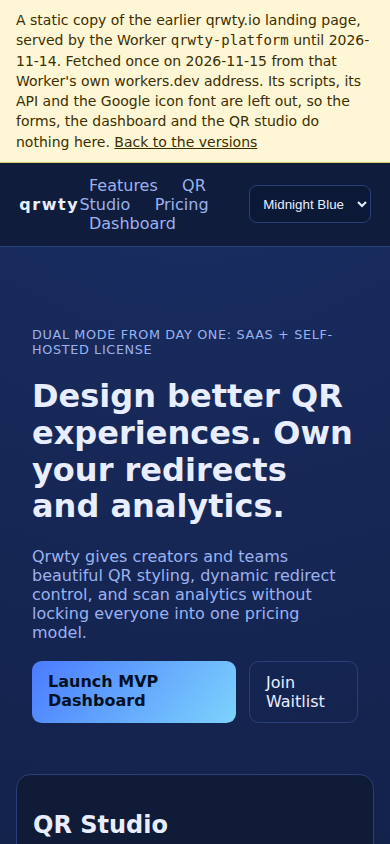 A static copy of the earlier qrwty.io landing page,
served by the Worker qrwty-platform until 2026-
11-14. Fetched once on 2026-11-15 from that
Worker's own workers.dev address. Its scripts, its
API and the Google icon font are left out, so the
forms, the dashboard and the QR studio do
nothing here. Back to the versions
qrwty
Features QR
Studio Pricing
Dashboard
Midnight Blue
DUAL MODE FROM DAY ONE: SAAS + SELF-
HOSTED LICENSE
Design better QR
experiences. Own
your redirects
and analytics.
Qrwty gives creators and teams
beautiful QR styling, dynamic redirect
control, and scan analytics without
locking everyone into one pricing
model.
Launch MVP
Dashboard
Join
Waitlist
QR Studio